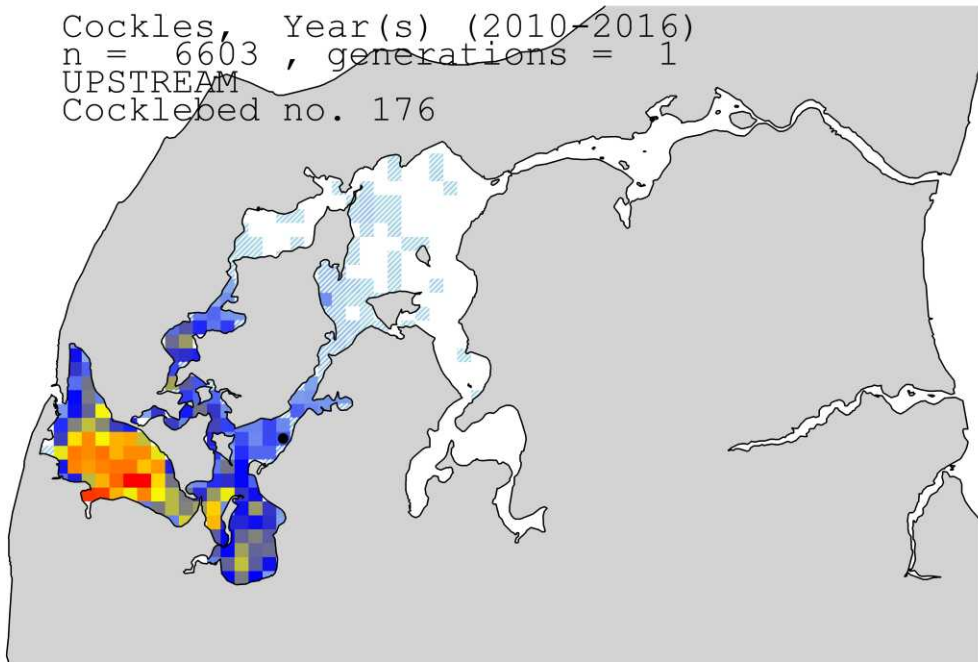 Cockles, Year(s) (2010-2016)
n = 6603 , generations = 1
UPSTREAM
Cocklebed no. 176